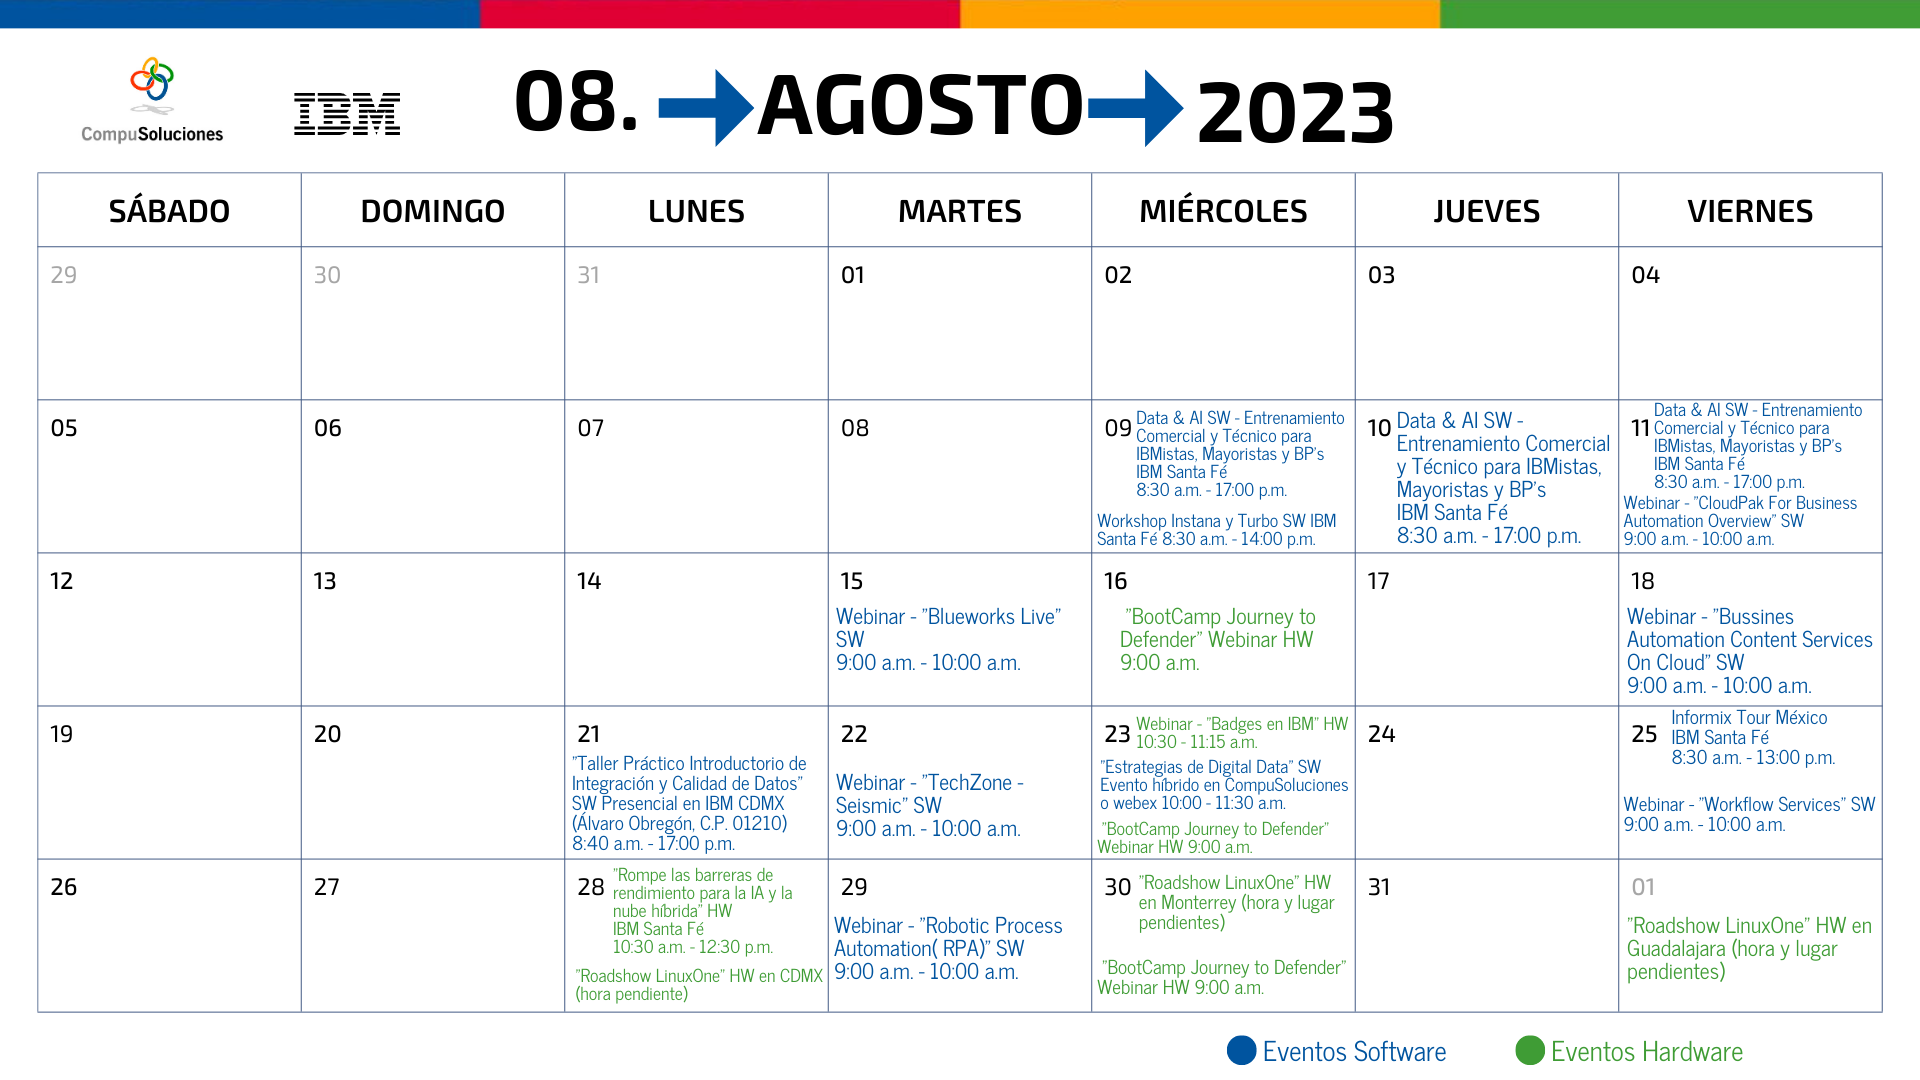 CompuSoluciones
IBM
08.
AGOSTO
2023
SÁBADO
DOMINGO
LUNES
MARTES
MIÉRCOLES
JUEVES
VIERNES
29
30
31
01
02
03
04
05
06
07
08
09
Data & AI SW - Entrenamiento
Comercial y Técnico para
IBMistas, Mayoristas y BP's
IBM Santa Fé
8:30 a.m. - 17:00 p.m.
Workshop Instana y Turbo SW IBM
Santa Fé 8:30 a.m. - 14:00 p.m.
10
Data & AI SW -
Entrenamiento Comercial
y Técnico para IBMistas,
Mayoristas y BP's
IBM Santa Fé
8:30 a.m. - 17:00 p.m.
11
Data & AI SW - Entrenamiento
Comercial y Técnico para
IBMistas, Mayoristas y BP's
IBM Santa Fé
8:30 a.m. - 17:00 p.m.
Webinar - "CloudPak For Business
Automation Overview" SW
9:00 a.m. - 10:00 a.m.
12
13
14
15
Webinar - "Blueworks Live"
SW
9:00 a.m. - 10:00 a.m.
16
"BootCamp Journey to
Defender" Webinar HW
9:00 a.m.
17
18
Webinar - "Bussines
Automation Content Services
On Cloud" SW
9:00 a.m. - 10:00 a.m.
19
20
21
"Taller Práctico Introductorio de
Integración y Calidad de Datos"
SW Presencial en IBM CDMX
(Álvaro Obregón, C.P. 01210)
8:40 a.m. - 17:00 p.m.
22
Webinar - "TechZone -
Seismic" SW
9:00 a.m. - 10:00 a.m.
23
Webinar - "Badges en IBM" HW
10:30 - 11:15 a.m.
"Estrategias de Digital Data" SW
Evento híbrido en CompuSoluciones
o webex 10:00 - 11:30 a.m.
"BootCamp Journey to Defender"
Webinar HW 9:00 a.m.
24
25
Informix Tour México
IBM Santa Fé
8:30 a.m. - 13:00 p.m.
Webinar - "Workflow Services" SW
9:00 a.m. - 10:00 a.m.
26
27
28
"Rompe las barreras de
rendimiento para la IA y la
nube híbrida" HW
IBM Santa Fé
10:30 a.m. - 12:30 p.m.
"Roadshow LinuxOne" HW en CDMX
(hora pendiente)
29
Webinar - "Robotic Process
Automation( RPA)" SW
9:00 a.m. - 10:00 a.m.
30
"Roadshow LinuxOne" HW
en Monterrey (hora y lugar
pendientes)
"BootCamp Journey to Defender"
Webinar HW 9:00 a.m.
31
01
"Roadshow LinuxOne" HW en
Guadalajara (hora y lugar
pendientes)
Eventos Software
Eventos Hardware